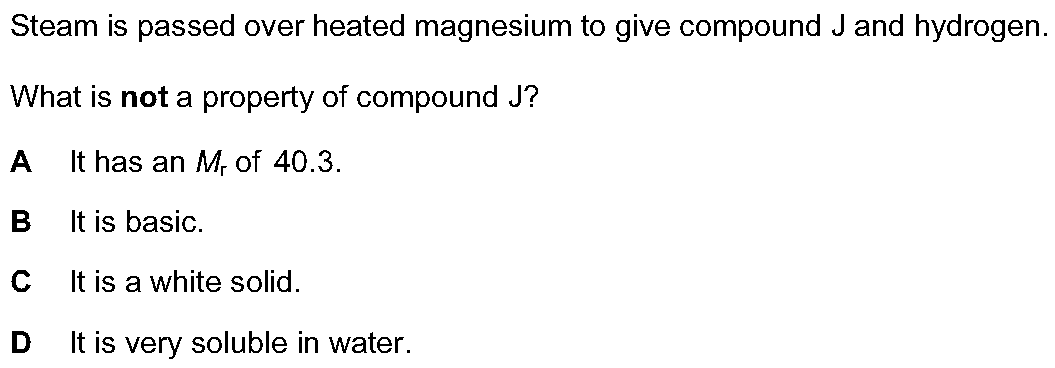 Steam is passed over heated magnesium to give compound J and hydrogen.
What is not a property of compound J?
A It has an Mr of 40.3.
B It is basic.
C It is a white solid.
D It is very soluble in water.